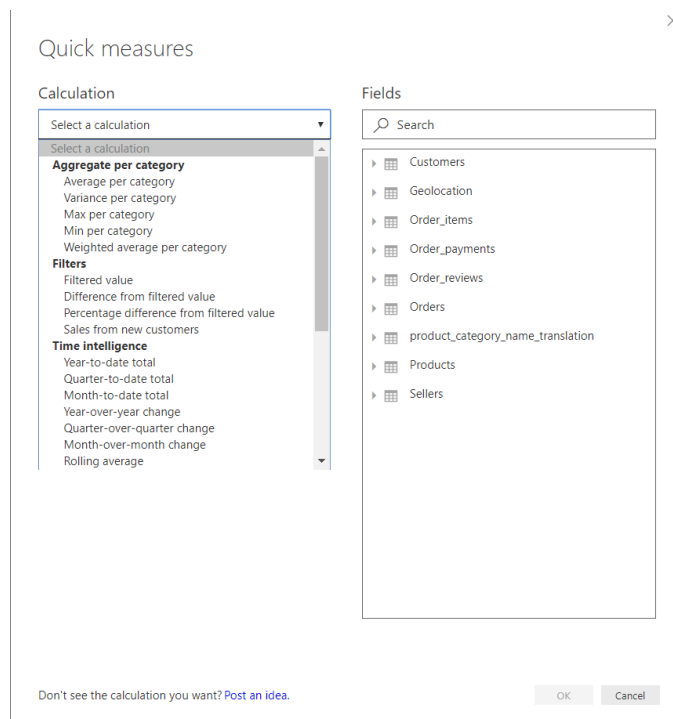 Quick measures
Calculation
Select a calculation
Select a calculation
Aggregate per category
Average per category
Variance per category
Max per category
Min per category
Weighted average per category
Filters
Filtered value
Difference from filtered value
Percentage difference from filtered value
Sales from new customers
Time intelligence
Year-to-date total
Quarter-to-date total
Month-to-date total
Year-over-year change
Quarter-over-quarter change
Month-over-month change
Rolling average
Fields
Search
Customers
Geolocation
Order_items
Order_payments
Order_reviews
Orders
product_category_name_translation
Products
Sellers
Don't see the calculation you want? Post an idea.
OK
Cancel